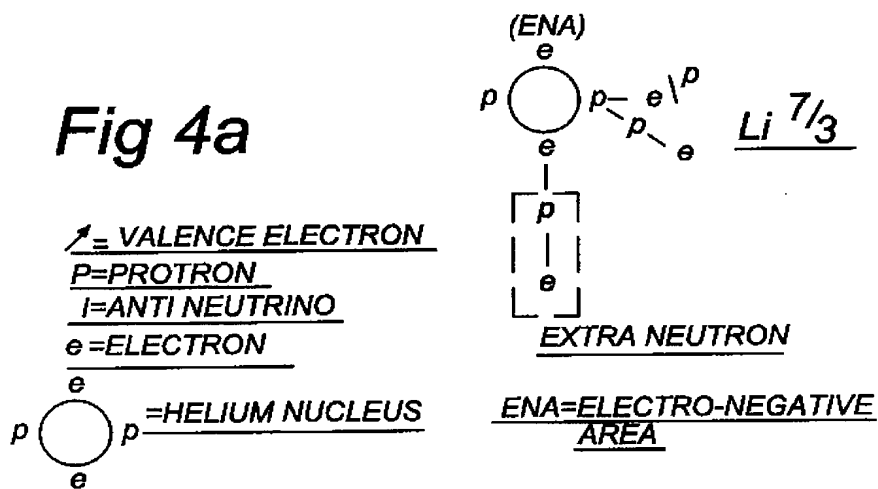 Fig 4a
(ENA)
e
p p– e \ p
p
e e
Li 7/3
p
e
EXTRA NEUTRON
ENA=ELECTRO-NEGATIVE
AREA
↗= VALENCE ELECTRON
P=PROTRON
I=ANTI NEUTRINO
e =ELECTRON
e
p p =HELIUM NUCLEUS
e